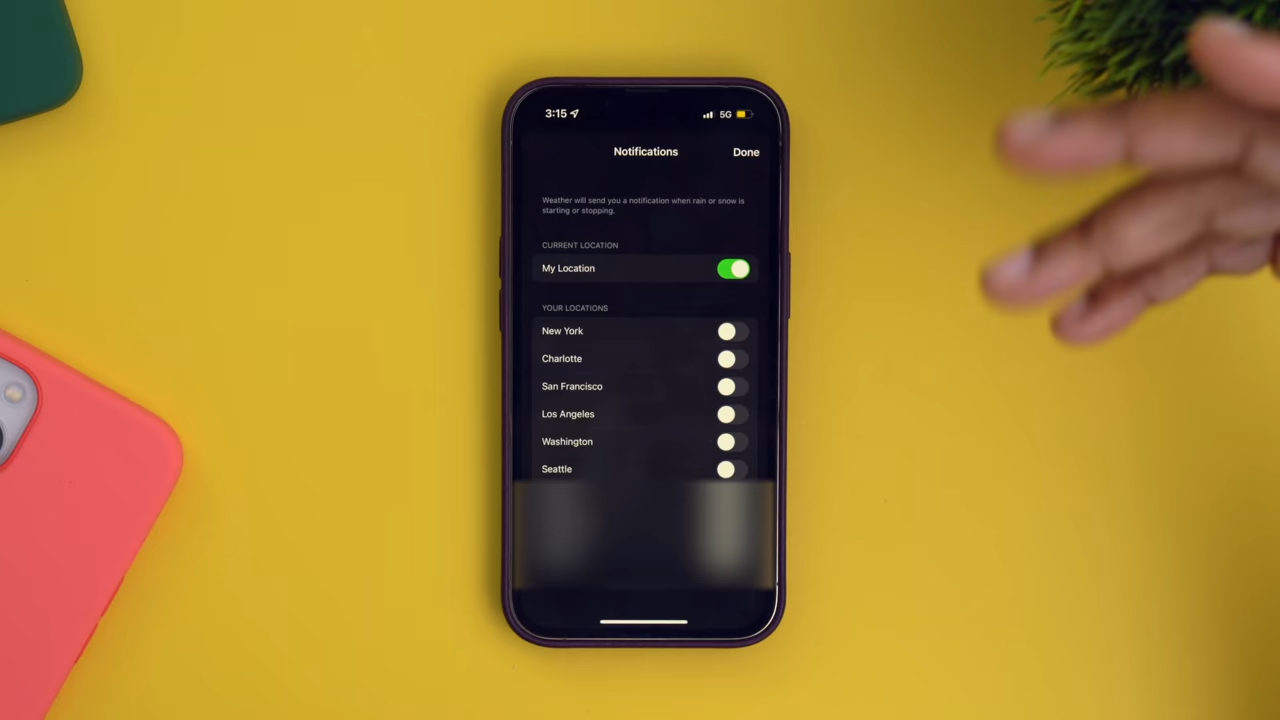 3:15 5G
Notifications Done
Weather will send you a notification when rain or snow is
starting or stopping.
CURRENT LOCATION
My Location
YOUR LOCATIONS
New York
Charlotte
San Francisco
Los Angeles
Washington
Seattle